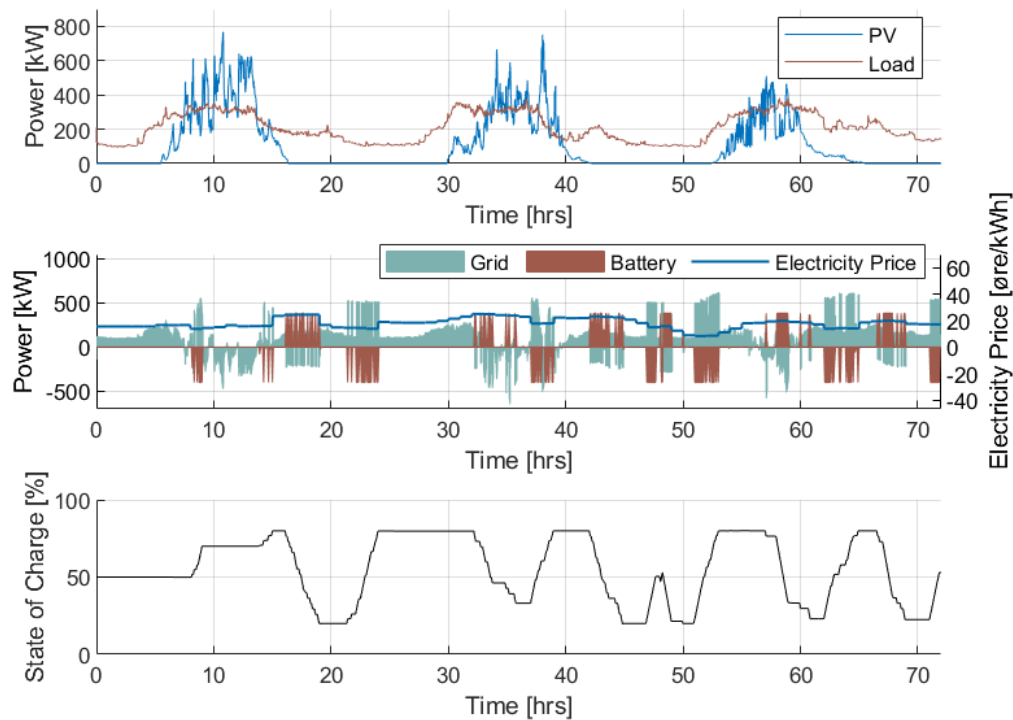 Power [kW]
800
600
400
200
0
PV
Load
0 10 20 30 40 50 60 70
Time [hrs]
Power [kW]
1000
500
0
-500
Grid Battery Electricity Price
60
40
20
0
-20
-40
Electricity Price [øre/kWh]
0 10 20 30 40 50 60 70
Time [hrs]
State of Charge [%]
100
50
0
0 10 20 30 40 50 60 70
Time [hrs]